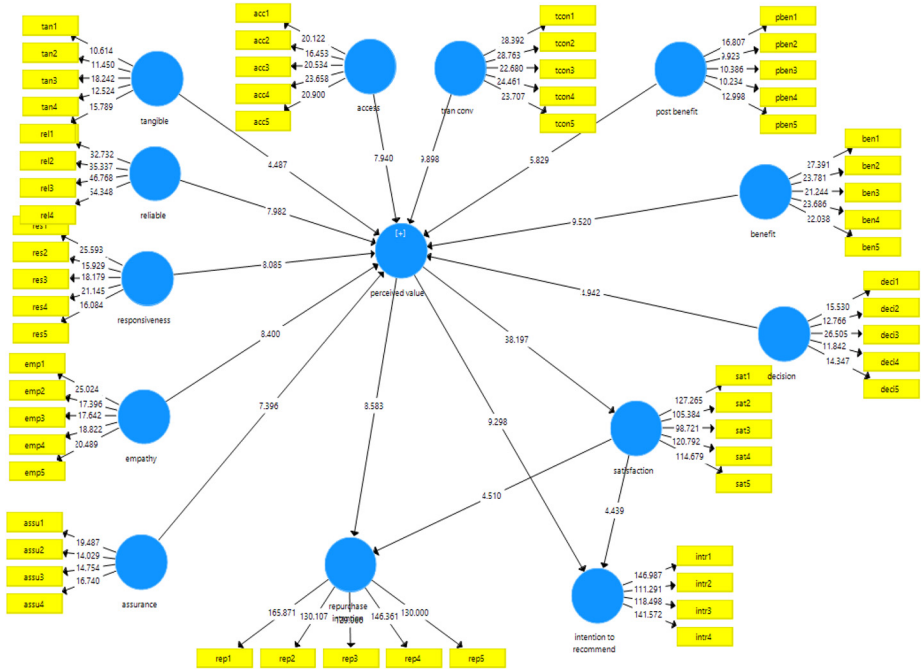 tan1
tan2
tan3
tan4
10.614
11.450
18.242
12.524
15.789
tangible
rel1
rel2
rel3
rel4
32.732
35.337
46.768
34.348
reliable
res2
res3
res4
res5
25.593
15.929
18.179
21.145
16.084
responsiveness
emp1
emp2
emp3
emp4
emp5
25.024
17.396
17.642
18.822
20.489
empathy
assu1
assu2
assu3
assu4
19.487
14.029
14.754
16.740
assurance
acc1
acc2
acc3
acc4
acc5
20.122
16.453
20.534
23.658
20.900
access
tcon1
tcon2
tcon3
tcon4
tcon5
28.392
28.763
22.680
24.461
23.707
tran conv
pben1
pben2
pben3
pben4
pben5
16.807
9.923
10.386
10.234
12.998
post benefit
ben1
ben2
ben3
ben4
ben5
27.391
23.781
21.244
23.686
22.038
benefit
deci1
deci2
deci3
deci4
deci5
15.530
12.766
26.505
11.842
14.347
decision
4.487
7.982
8.085
8.400
7.396
7.940
9.898
5.829
9.520
4.942
[+]
perceived value
38.197
8.583
9.298
sat1
sat2
sat3
sat4
sat5
127.265
105.384
98.721
120.792
114.679
satisfaction
4.510
4.439
repurchase
165.871
130.107
146.361
130.000
rep1
rep2
rep3
rep4
rep5
intr1
intr2
intr3
intr4
146.987
111.291
118.498
141.572
intention to
recommend